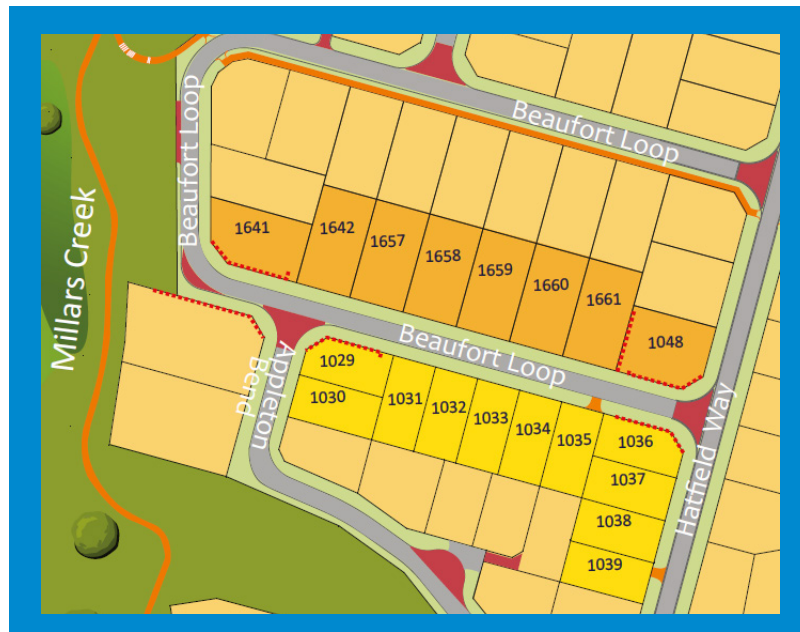 Beaufort Loop
Beaufort Loop
Millars Creek
1641
1642
1657
1658
1659
1660
1661
1048
Beaufort Loop
Appleton
Bend
1029
1030
1031
1032
1033
1034
1035
1036
1037
1038
1039
Hatfield Way